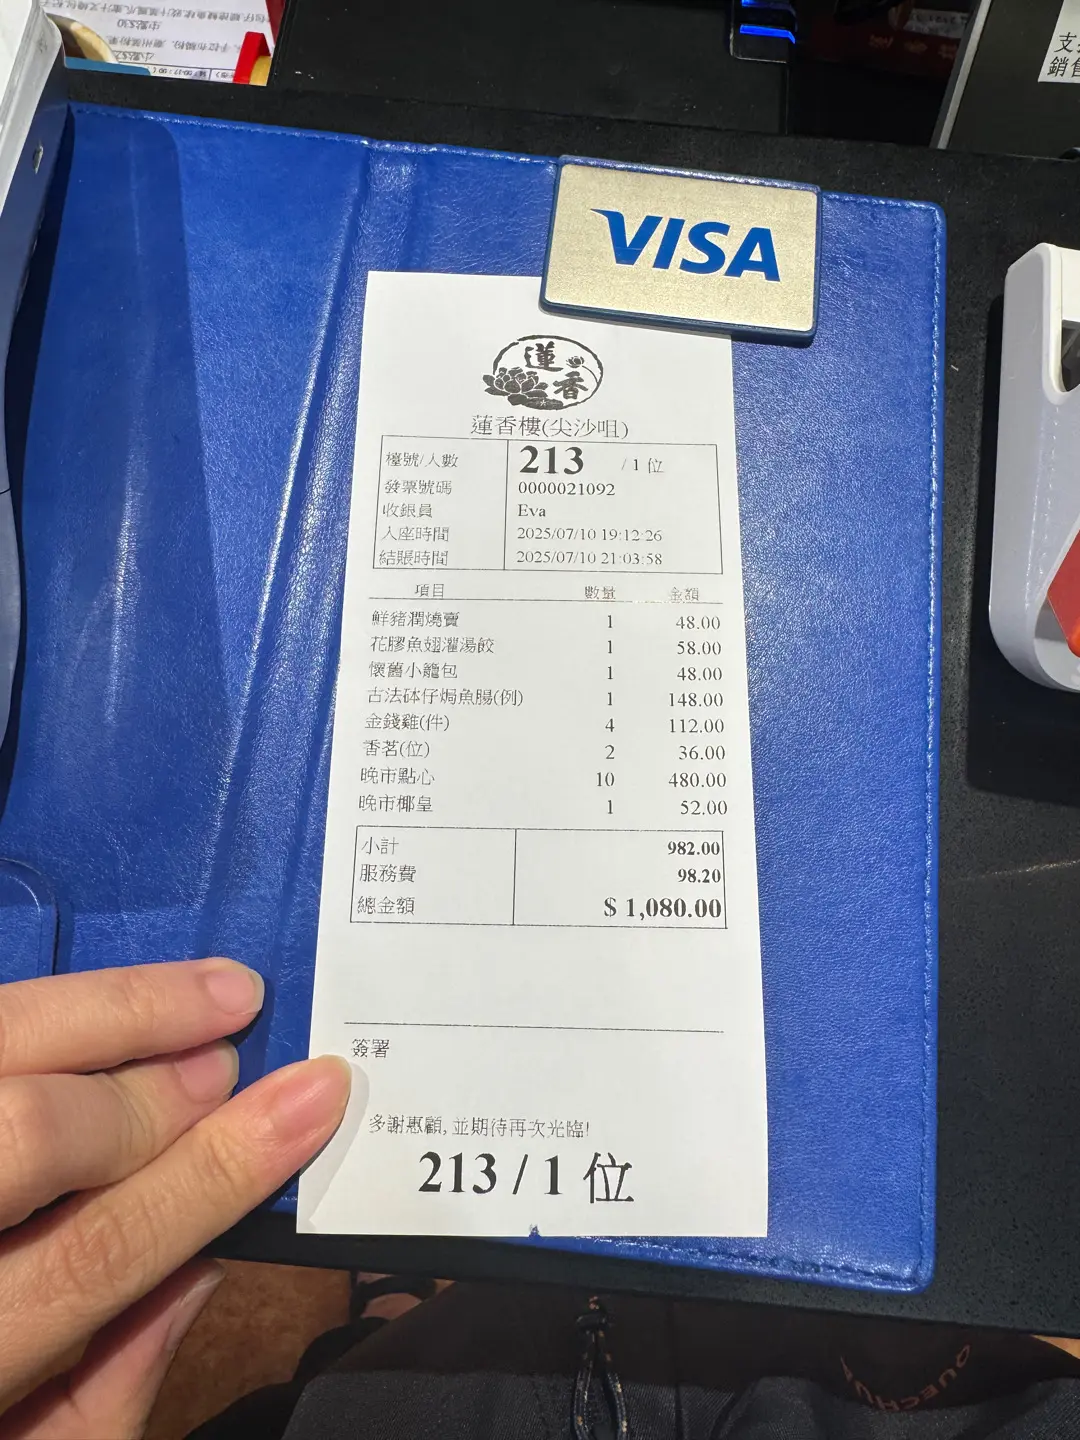 支
銷售
VISA
蓮香
蓮香樓(尖沙咀)
檯號/人數 213 / 1 位
發票號碼 0000021092
收銀員 Eva
入座時間 2025/07/10 19:12:26
結賬時間 2025/07/10 21:03:58
項目 數量 金額
鮮豬潤燒賣 1 48.00
花膠魚翅灌湯餃 1 58.00
懷舊小籠包 1 48.00
古法砵仔焗魚腸(例) 1 148.00
金錢雞(件) 4 112.00
香茗(位) 2 36.00
晚市點心 10 480.00
晚市椰皇 1 52.00
小計 982.00
服務費 98.20
總金額 $ 1,080.00
簽署
多謝惠顧, 並期待再次光臨!
213 / 1 位
QUECHUA